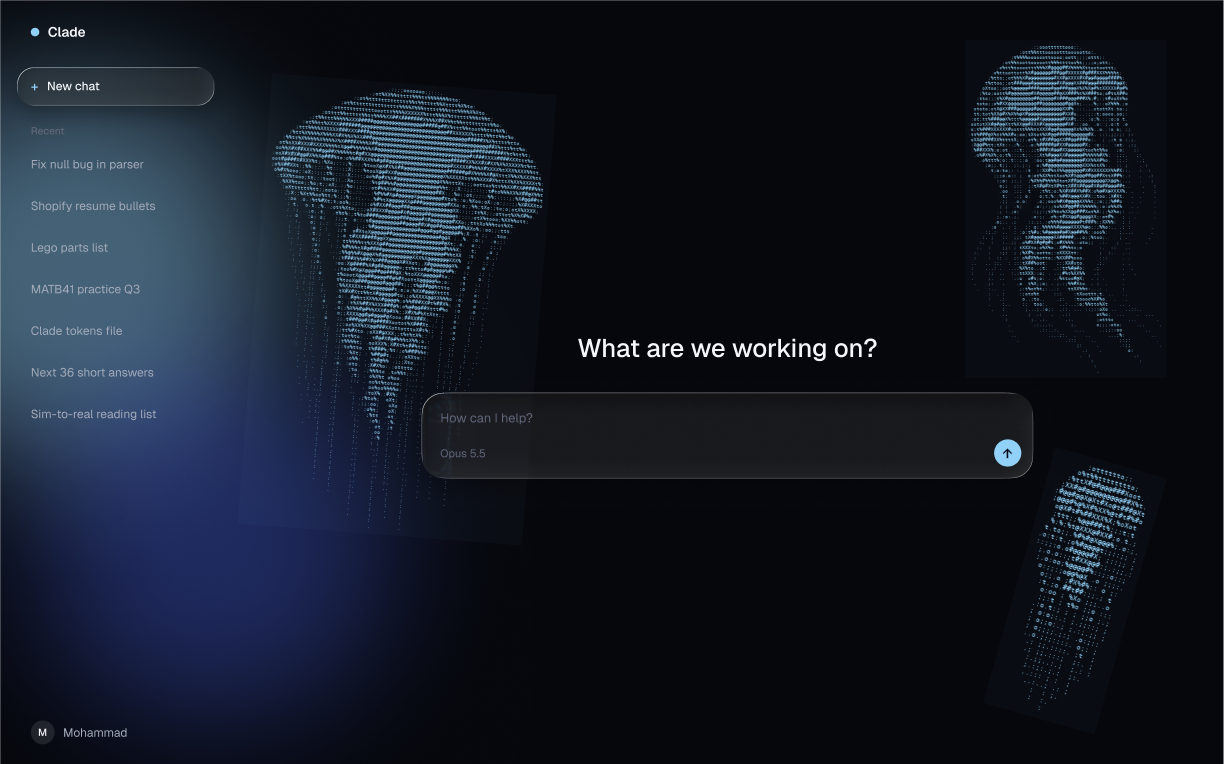 Clade
+ New chat
Recent
Fix null bug in parser
Shopify resume bullets
Lego parts list
MATB41 practice Q3
Clade tokens file
Next 36 short answers
Sim-to-real reading list
What are we working on?
How can I help?
Opus 5.5
M Mohammad